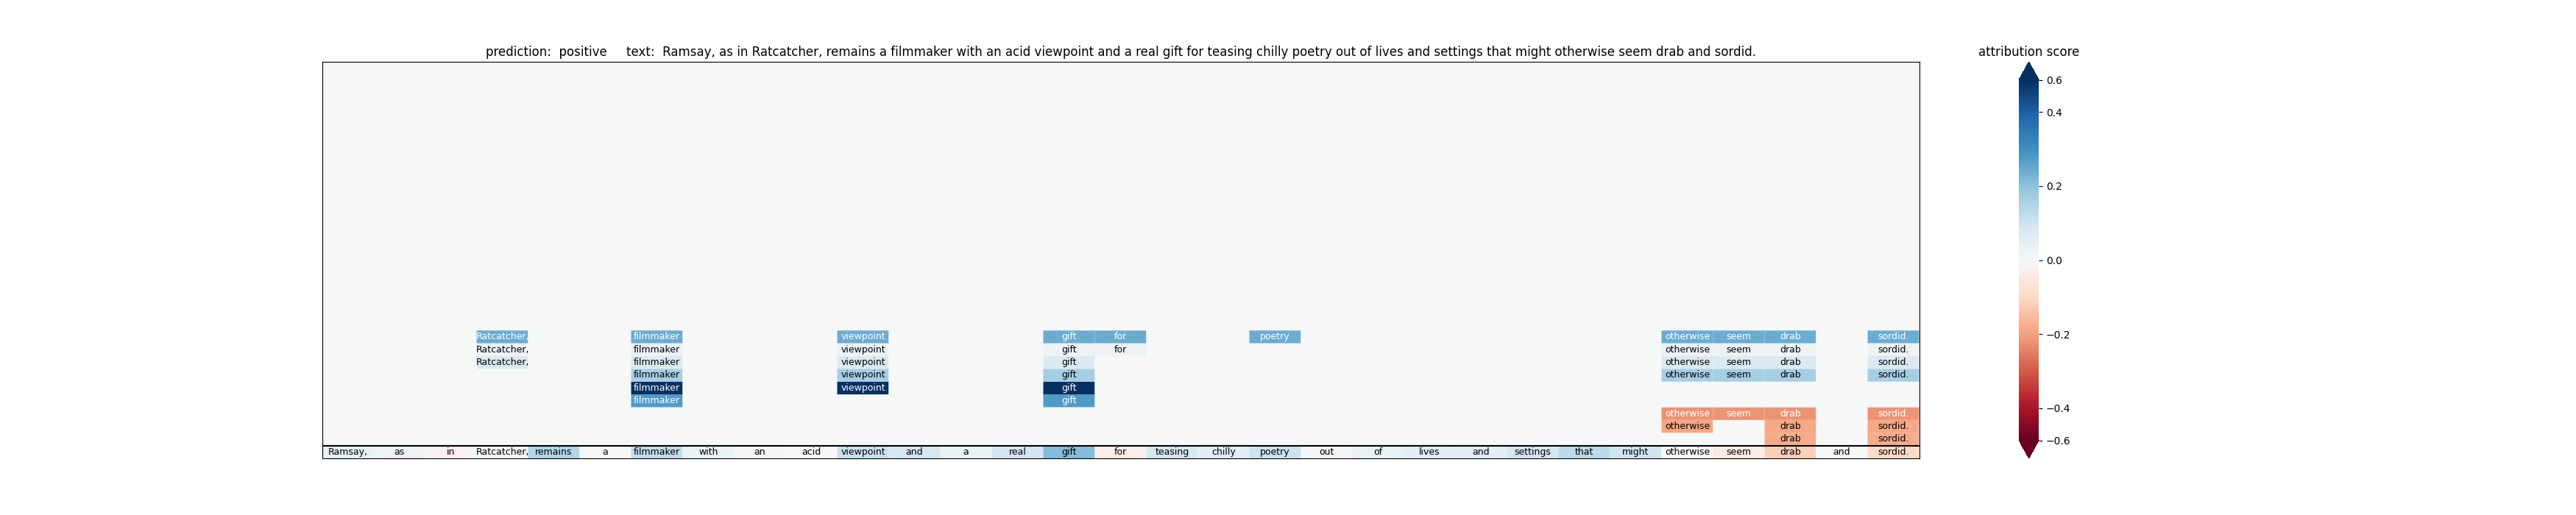 prediction: positive text: Ramsay, as in Ratcatcher, remains a filmmaker with an acid viewpoint and a real gift for teasing chilly poetry out of lives and settings that might otherwise seem drab and sordid.
attribution score
Ratcatcher, filmmaker viewpoint gift for poetry otherwise seem drab sordid.
Ratcatcher, filmmaker viewpoint gift for otherwise seem drab sordid.
Ratcatcher, filmmaker viewpoint gift otherwise seem drab sordid.
filmmaker viewpoint gift otherwise seem drab sordid.
filmmaker viewpoint gift
filmmaker gift
otherwise seem drab sordid.
otherwise drab sordid.
drab sordid.
Ramsay, as in Ratcatcher, remains a filmmaker with an acid viewpoint and a real gift for teasing chilly poetry out of lives and settings that might otherwise seem drab and sordid.
0.6
0.4
0.2
0.0
−0.2
−0.4
−0.6